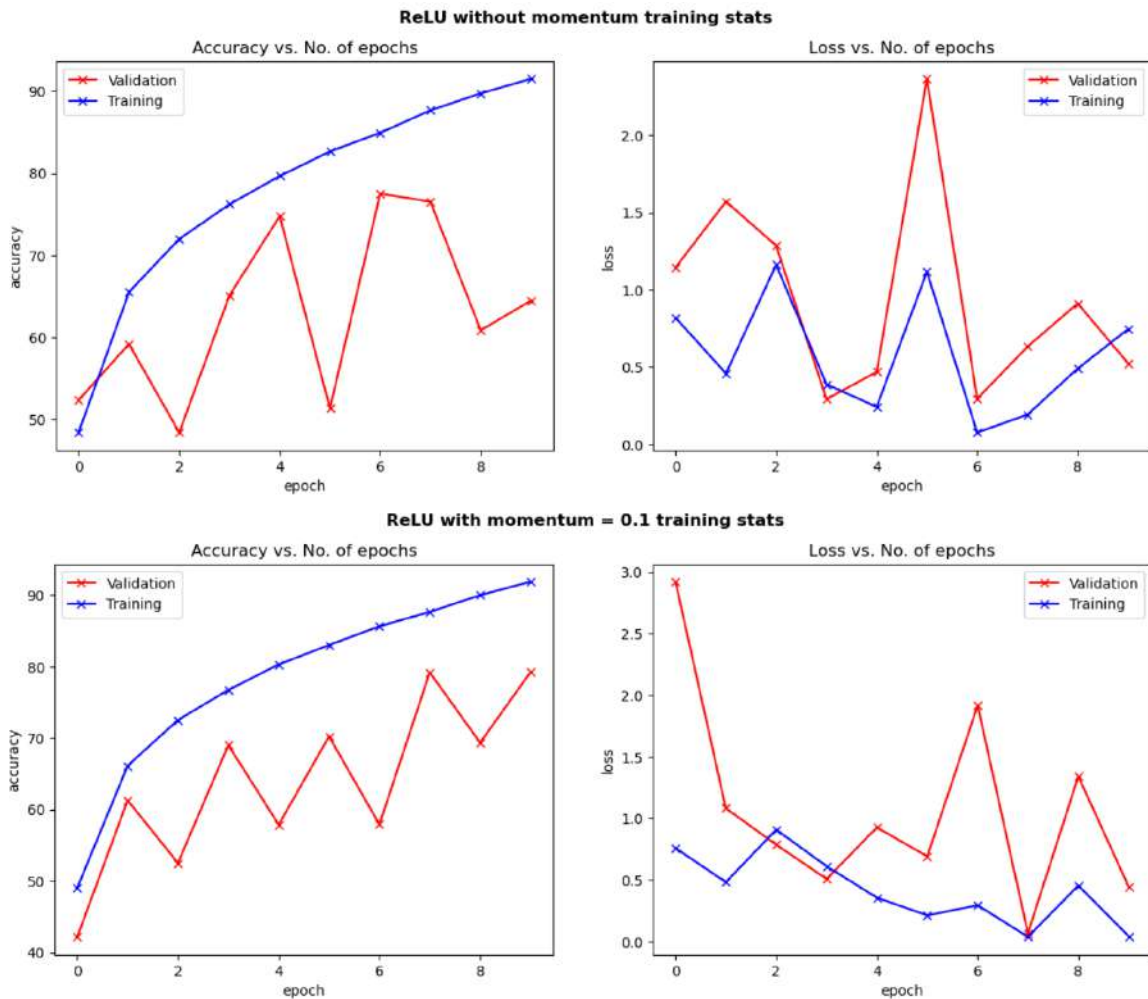 ReLU without momentum training stats
Accuracy vs. No. of epochs
Validation
Training
accuracy
90
80
70
60
50
0 2 4 6 8
epoch
Loss vs. No. of epochs
Validation
Training
loss
2.0
1.5
1.0
0.5
0.0
0 2 4 6 8
epoch
ReLU with momentum = 0.1 training stats
Accuracy vs. No. of epochs
Validation
Training
accuracy
90
80
70
60
50
40
0 2 4 6 8
epoch
Loss vs. No. of epochs
Validation
Training
loss
3.0
2.5
2.0
1.5
1.0
0.5
0.0
0 2 4 6 8
epoch